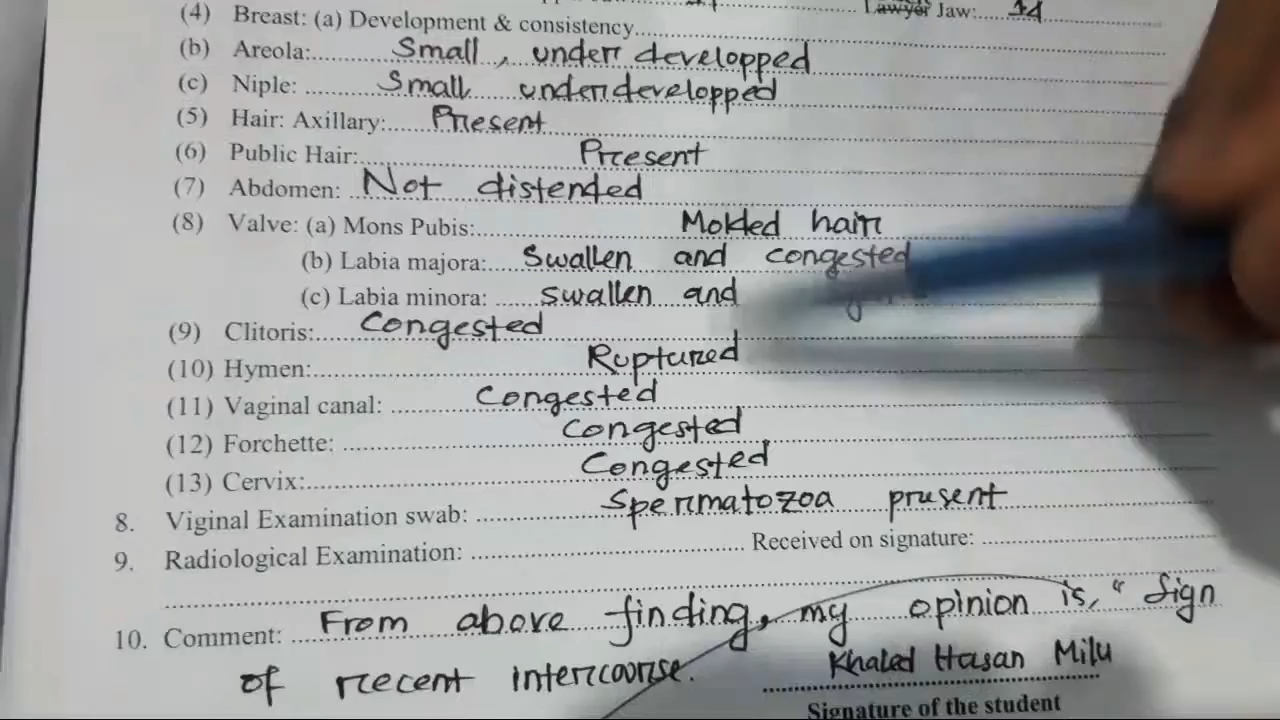 (4) Breast: (a) Development & consistency
Lawyer Jaw: 14
(b) Areola: Small, under developped
(c) Niple: Small underdevelopped
(5) Hair: Axillary: Present
(6) Public Hair: Present
(7) Abdomen: Not distended
(8) Valve: (a) Mons Pubis: Molded hair
(b) Labia majora: Swallen and congested
(c) Labia minora: swallen and
(9) Clitoris: Congested
(10) Hymen: Ruptured
(11) Vaginal canal: Congested
(12) Forchette: Congested
(13) Cervix: Congested
8. Viginal Examination swab: Spermatozoa present
9. Radiological Examination: Received on signature:
10. Comment: From above finding, my opinion is, "Sign
of recent intercourse.
Khaled Hasan Milu
Signature of the student